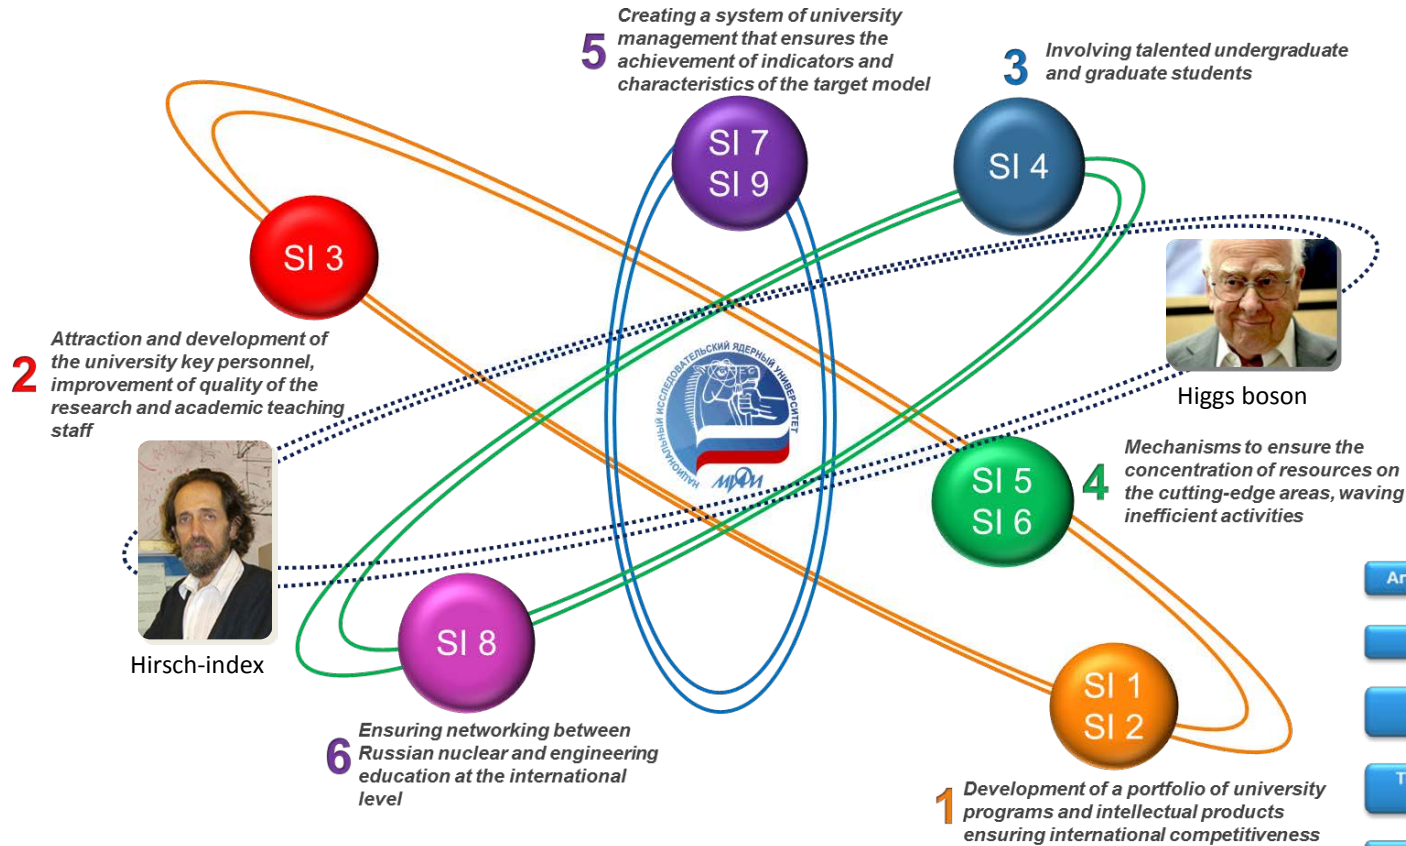 5
Creating a system of university
management that ensures the
achievement of indicators and
characteristics of the target model
3
Involving talented undergraduate
and graduate students
SI 7
SI 9
SI 4
SI 3
2
Attraction and development of
the university key personnel,
improvement of quality of the
research and academic teaching
staff
НАЦИОНАЛЬНЫЙ ИССЛЕДОВАТЕЛЬСКИЙ ЯДЕРНЫЙ УНИВЕРСИТЕТ
МИФИ
Higgs boson
SI 5
SI 6
4
Mechanisms to ensure the
concentration of resources on
the cutting-edge areas, waving
inefficient activities
Hirsch-index
SI 8
6
Ensuring networking between
Russian nuclear and engineering
education at the international
level
SI 1
SI 2
1
Development of a portfolio of university
programs and intellectual products
ensuring international competitiveness